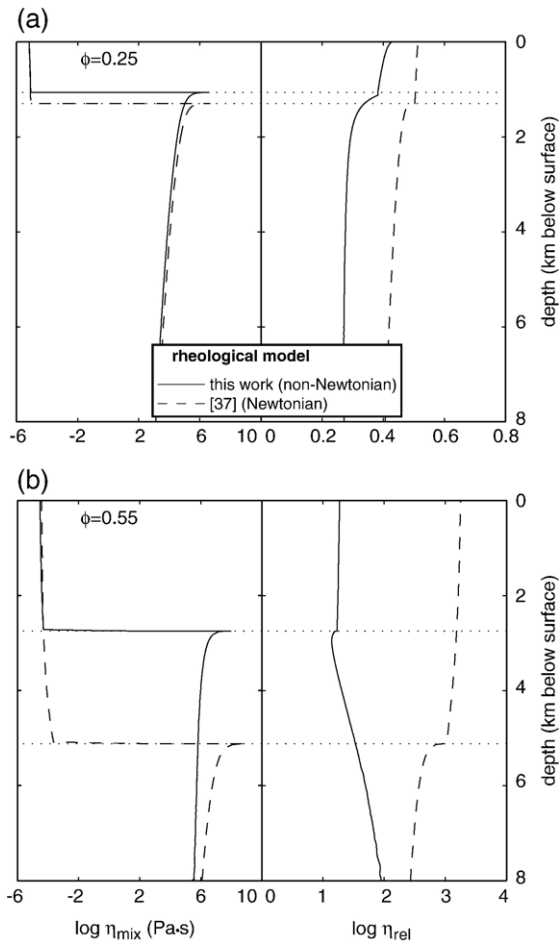 (a)
φ=0.25
0
2
4
6
8
depth (km below surface)
rheological model
this work (non-Newtonian)
[37] (Newtonian)
-6 -2 2 6 10 0 0.2 0.4 0.6 0.8
(b)
φ=0.55
0
2
4
6
8
depth (km below surface)
-6 -2 2 6 10 0 1 2 3 4
log ηmix (Pa•s) log ηrel